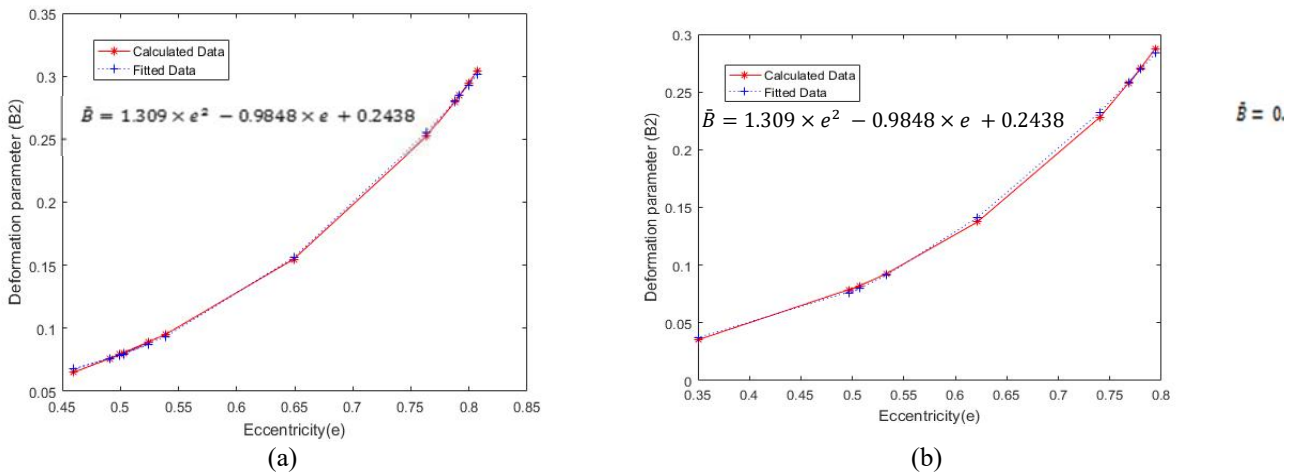 0.35
0.3
0.25
0.2
0.15
0.1
0.05
0.45 0.5 0.55 0.6 0.65 0.7 0.75 0.8 0.85
Deformation parameter (B2)
Eccentricity(e)
Calculated Data
Fitted Data
B̄ = 1.309 × e² − 0.9848 × e + 0.2438
(a)
0.3
0.25
0.2
0.15
0.1
0.05
0
0.35 0.4 0.45 0.5 0.55 0.6 0.65 0.7 0.75 0.8
Deformation parameter (B2)
Eccentricity(e)
Calculated Data
Fitted Data
B̄ = 1.309 × e² − 0.9848 × e + 0.2438
(b)
B̄ = 0.